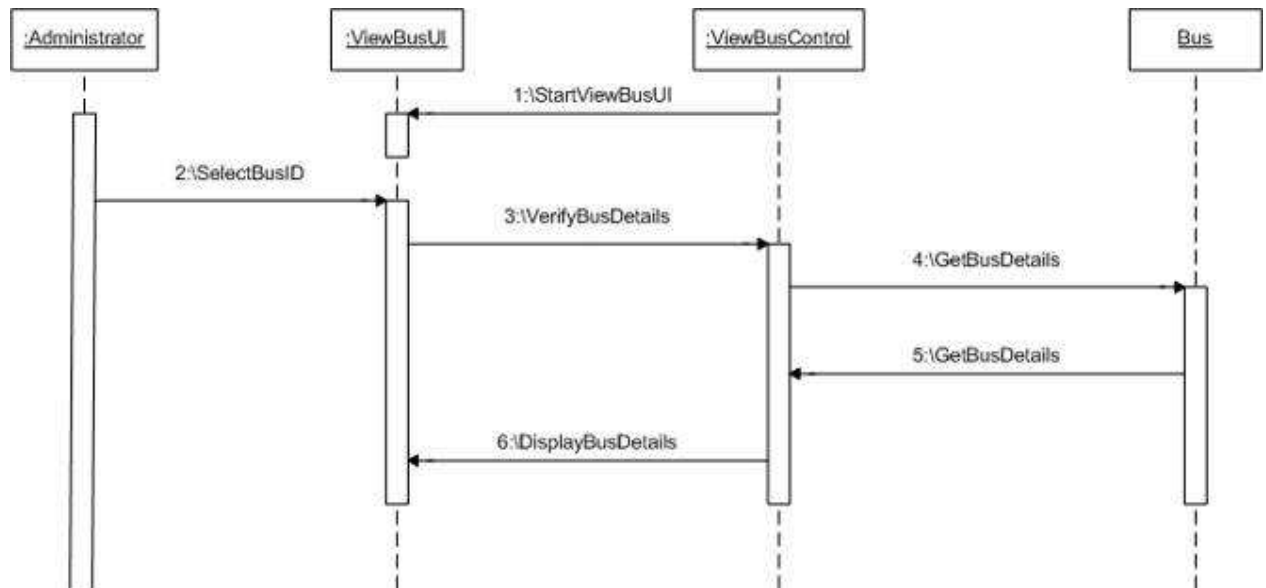 :Administrator
:ViewBusUI
:ViewBusControl
Bus
1:\StartViewBusUI
2:\SelectBusID
3:\VerifyBusDetails
4:\GetBusDetails
5:\GetBusDetails
6:\DisplayBusDetails